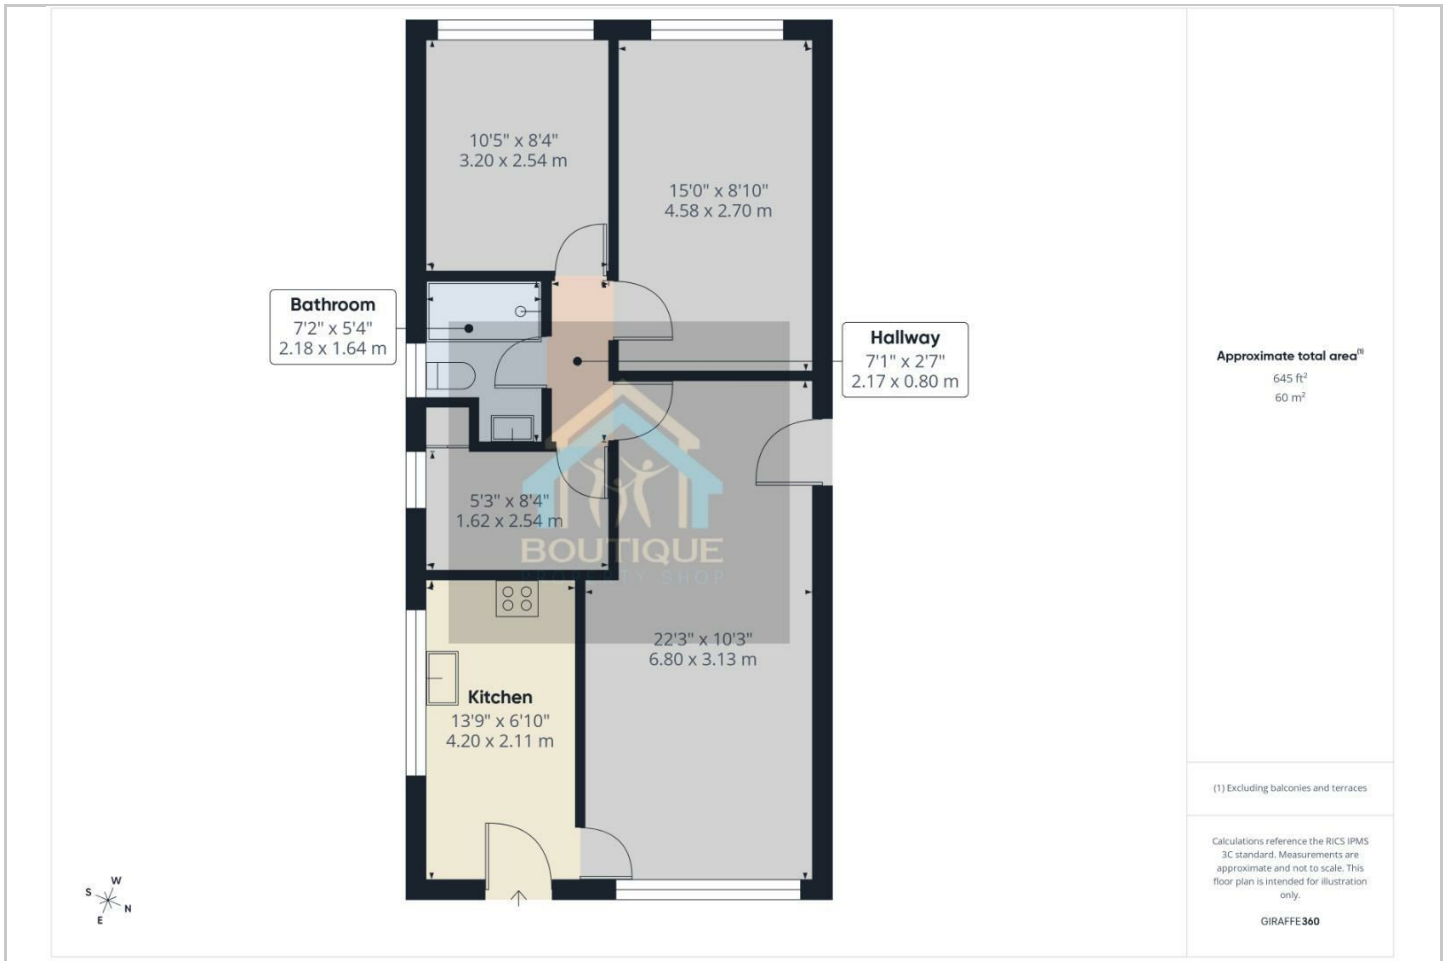 10'5" x 8'4"
3.20 x 2.54 m
15'0" x 8'10"
4.58 x 2.70 m
Bathroom
7'2" x 5'4"
2.18 x 1.64 m
Hallway
7'1" x 2'7"
2.17 x 0.80 m
5'3" x 8'4"
1.62 x 2.54 m
BOUTIQUE
PROPERTY SHOP
22'3" x 10'3"
6.80 x 3.13 m
Kitchen
13'9" x 6'10"
4.20 x 2.11 m
W
S
N
E
Approximate total area(1)
645 ft²
60 m²
(1) Excluding balconies and terraces
Calculations reference the RICS IPMS
3C standard. Measurements are
approximate and not to scale. This
floor plan is intended for illustration
only.
GIRAFFE360